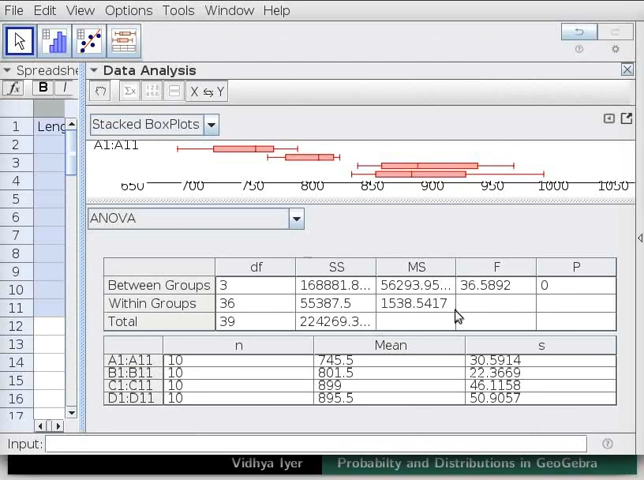 File Edit View Options Tools Window Help
Spreadshe
Data Analysis
fx B I
Σx 123 456 X ⇆ Y
Stacked BoxPlots
A1:A11
650 700 750 800 850 900 950 1000 1050
1 Leng
2
3
4
5
6
7
8
9
10
11
12
13
14
15
16
17
ANOVA
df SS MS F P
Between Groups 3 168881.8... 56293.95... 36.5892 0
Within Groups 36 55387.5 1538.5417
Total 39 224269.3...
n Mean s
A1:A11 10 745.5 30.5914
B1:B11 10 801.5 22.3669
C1:C11 10 899 46.1158
D1:D11 10 895.5 50.9057
Input:
Vidhya Iyer Probabilty and Distributions in GeoGebra